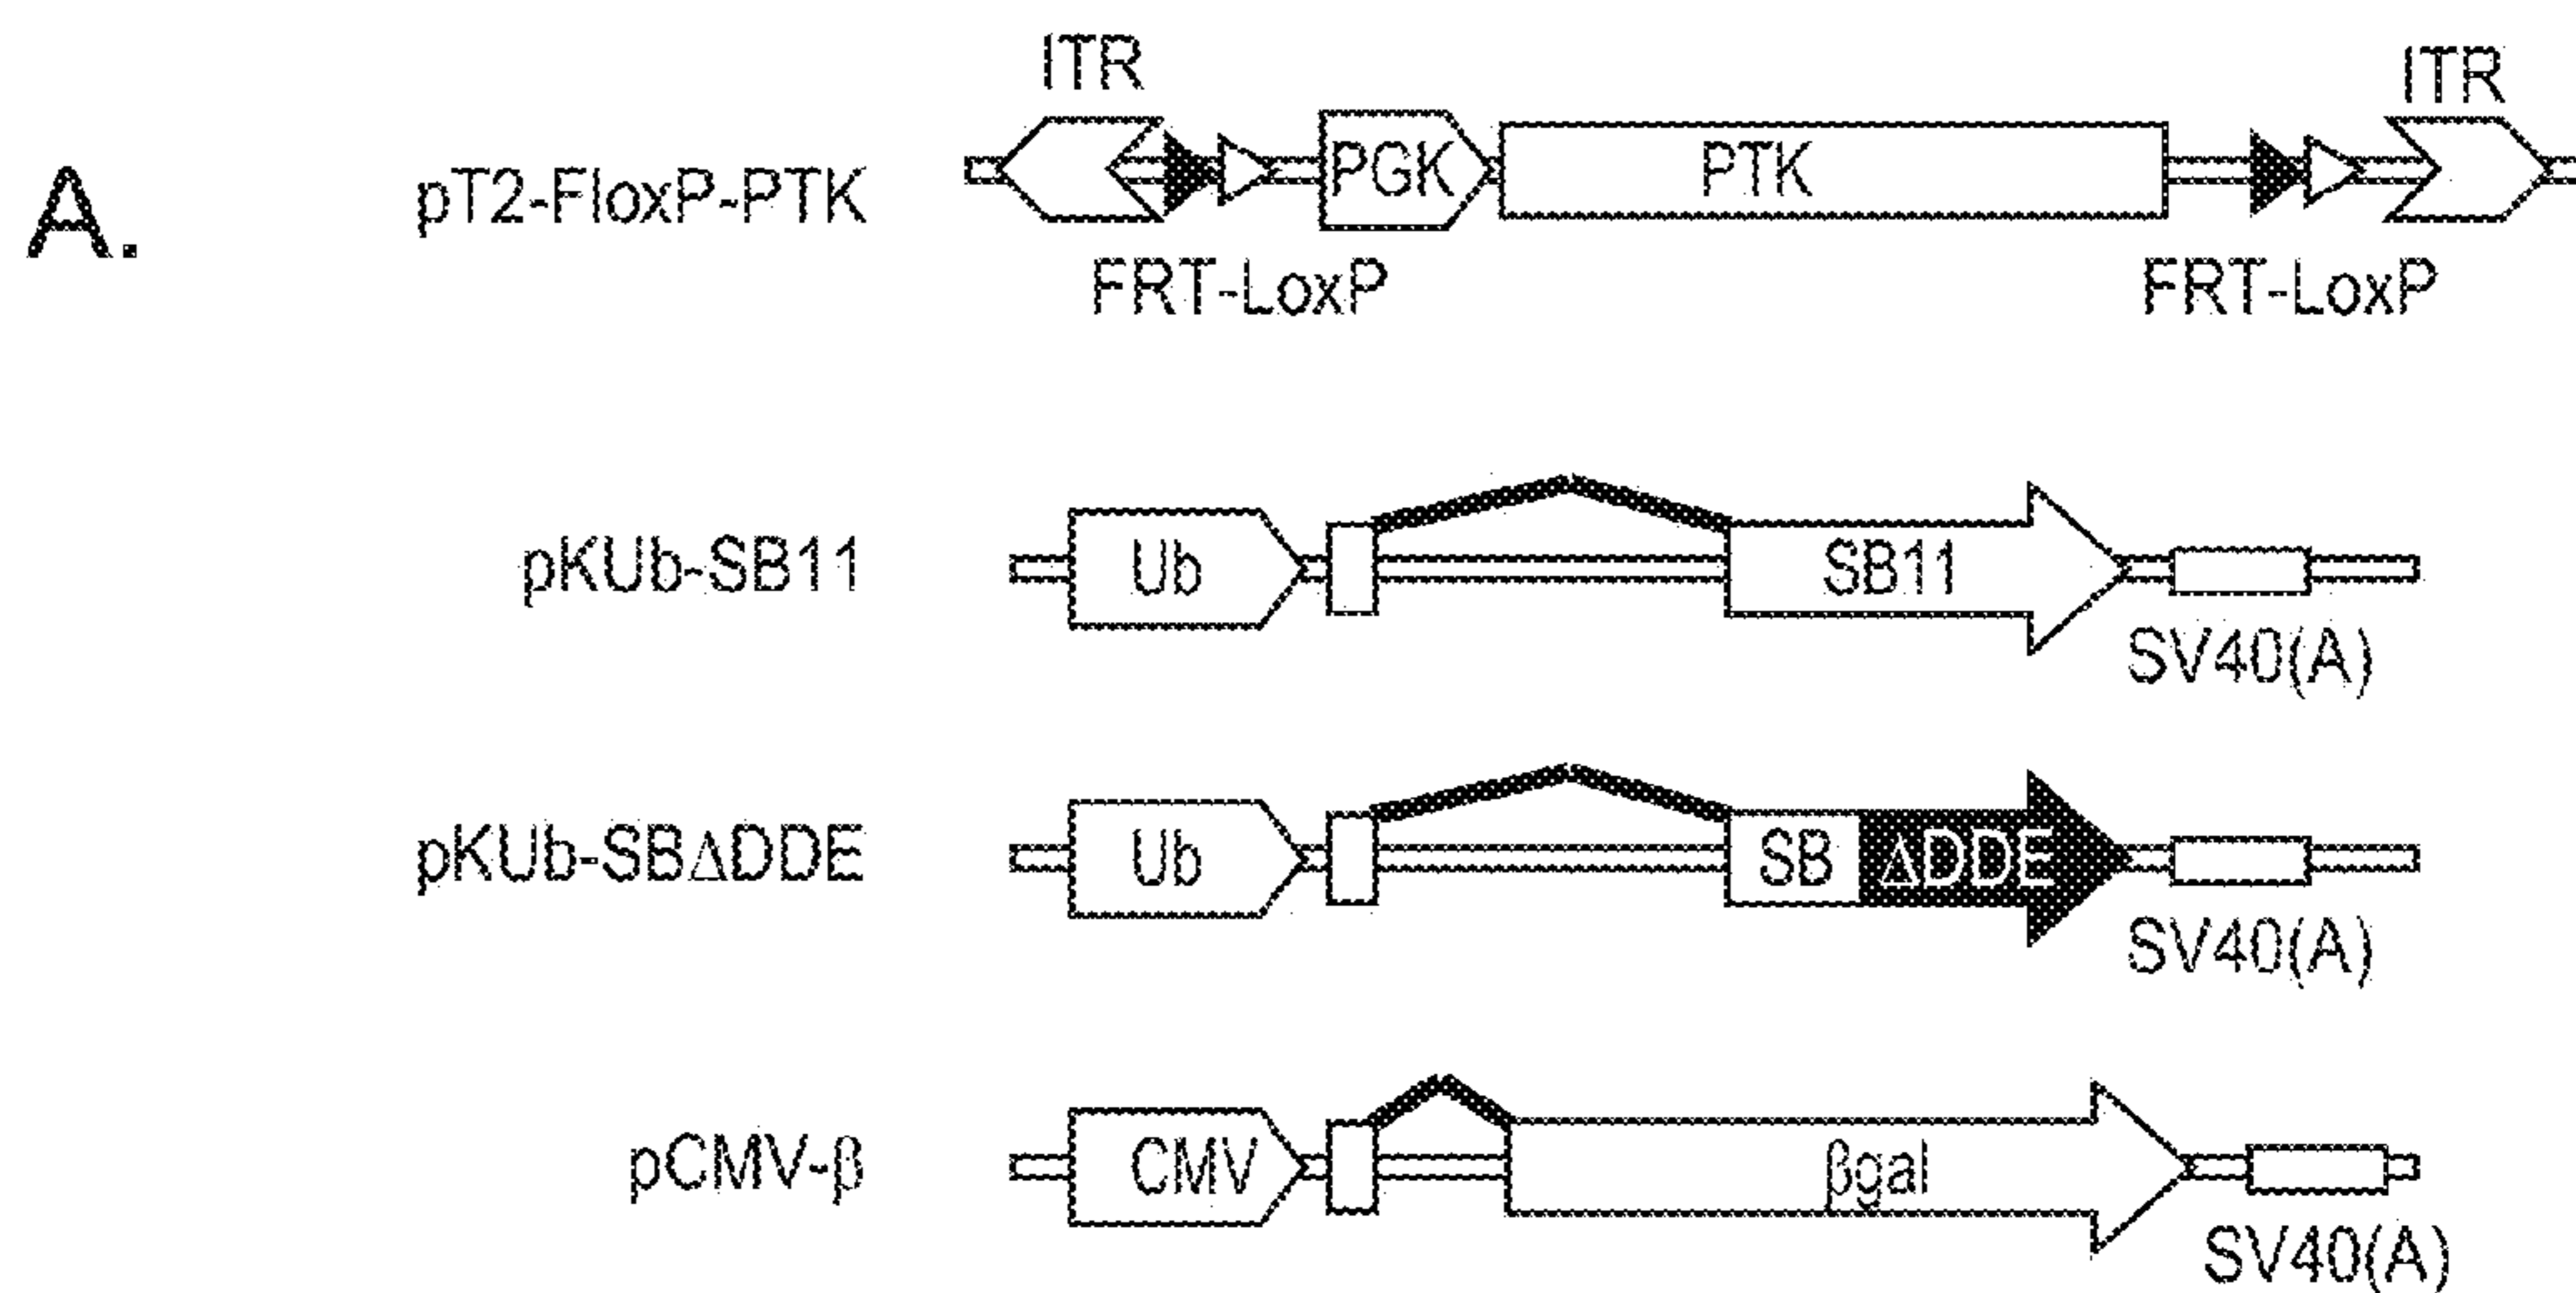 ITR ITR
A. pT2-FloxP-PTK PGK PTK
FRT-LoxP FRT-LoxP
pKUb-SB11 Ub SB11
SV40(A)
pKUb-SBΔDDE Ub SB ΔDDE
SV40(A)
pCMV-β CMV βgal
SV40(A)